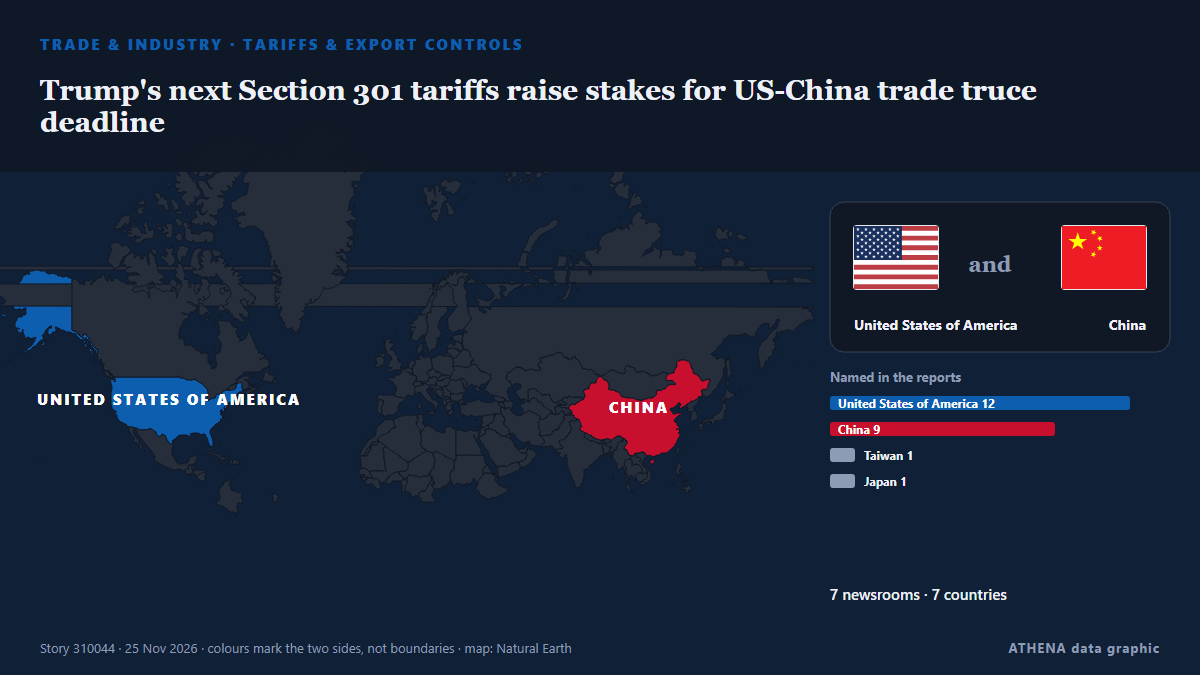 TRADE & INDUSTRY · TARIFFS & EXPORT CONTROLS
Trump's next Section 301 tariffs raise stakes for US-China trade truce
deadline
and
United States of America
China
Named in the reports
United States of America 12
China 9
Taiwan 1
Japan 1
UNITED STATES OF AMERICA
CHINA
7 newsrooms · 7 countries
Story 310044 · 25 Nov 2026 · colours mark the two sides, not boundaries · map: Natural Earth
ATHENA data graphic